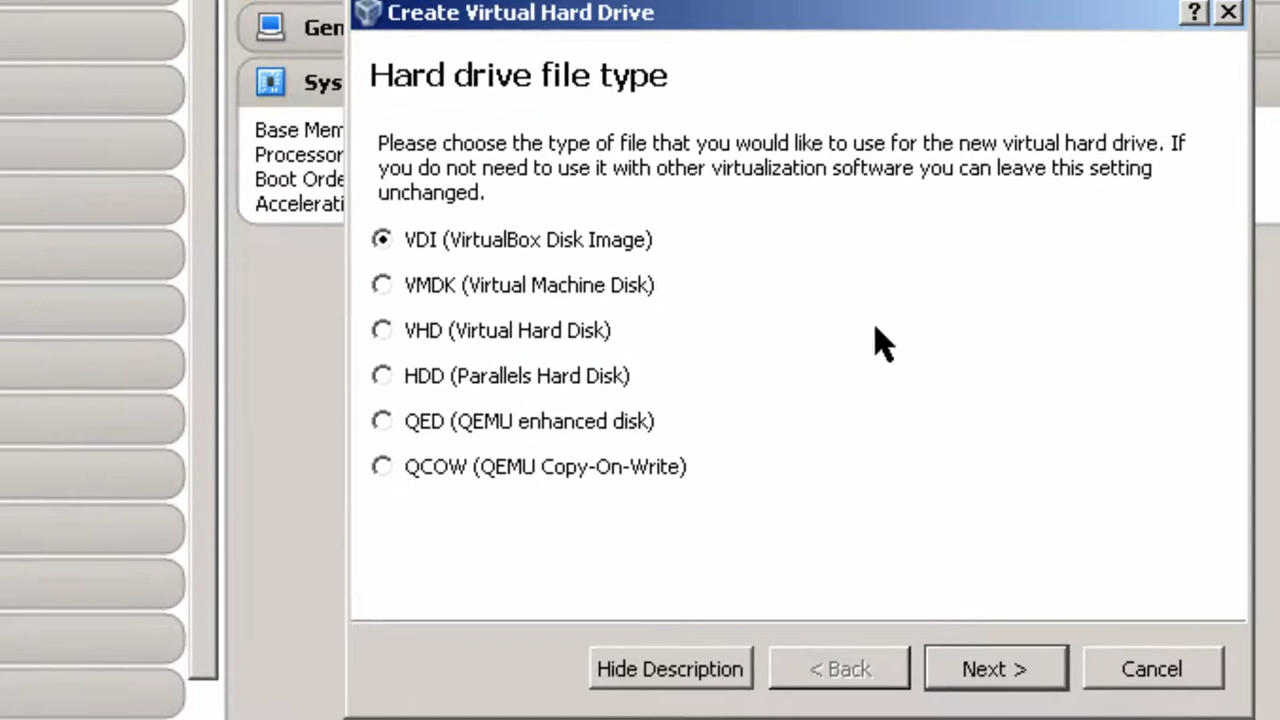 Create Virtual Hard Drive
?
Gen
Hard drive file type
Sys
Base Mem
Processor
Boot Orde
Accelerati
Please choose the type of file that you would like to use for the new virtual hard drive. If
you do not need to use it with other virtualization software you can leave this setting
unchanged.
VDI (VirtualBox Disk Image)
VMDK (Virtual Machine Disk)
VHD (Virtual Hard Disk)
HDD (Parallels Hard Disk)
QED (QEMU enhanced disk)
QCOW (QEMU Copy-On-Write)
Hide Description
< Back
Next >
Cancel